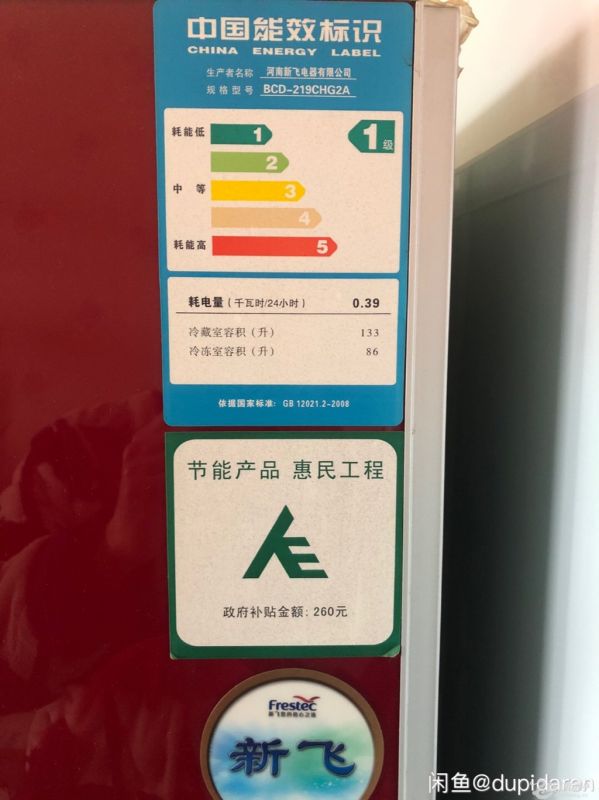 中国能效标识
CHINA ENERGY LABEL
生产者名称 河南新飞电器有限公司
规格型号 BCD-219CHG2A
耗能低 1 1级
2
中等 3
4
耗能高 5
耗电量（千瓦时/24小时） 0.39
冷藏室容积（升） 133
冷冻室容积（升） 86
依据国家标准：GB 12021.2-2008
节能产品 惠民工程
政府补贴金额：260元
Frestec
新飞
闲鱼@dupidaren